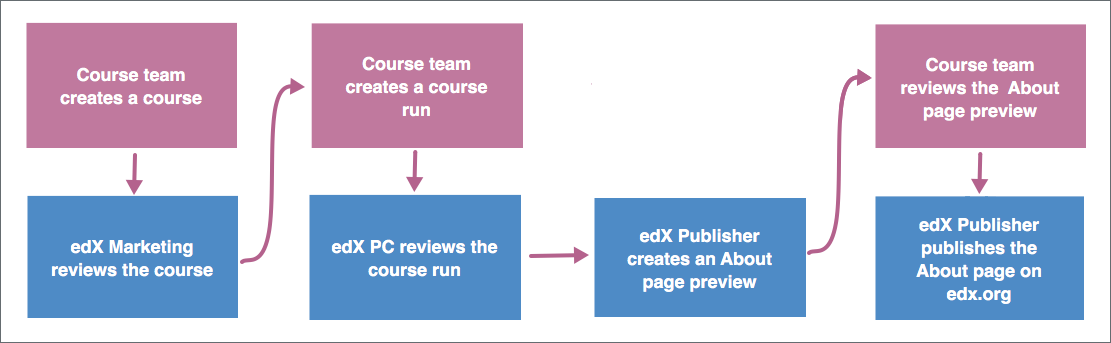 Course team
creates a course
edX Marketing
reviews the course
Course team
creates a course
run
edX PC reviews the
course run
edX Publisher
creates an About
page preview
Course team
reviews the About
page preview
edX Publisher
publishes the
About page on
edx.org